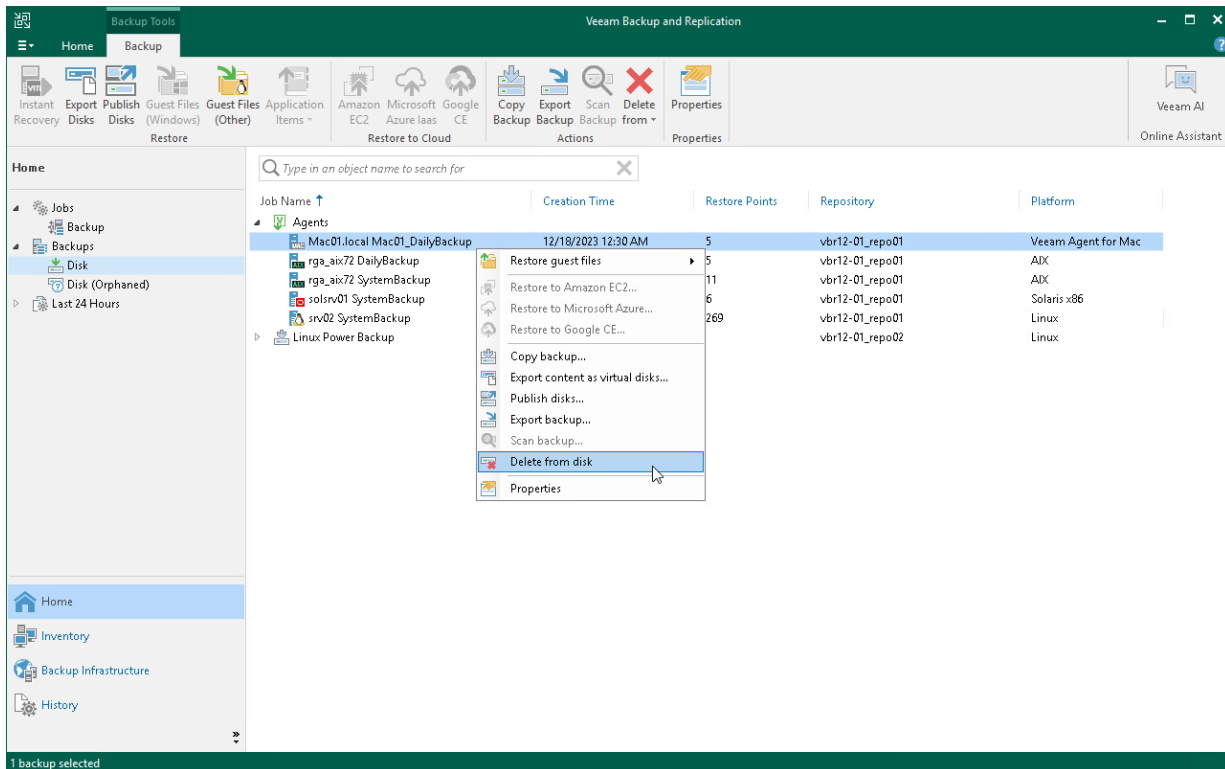 Backup Tools
Veeam Backup and Replication
Home Backup
Instant Recovery
Export Disks
Publish Disks
Guest Files (Windows)
Guest Files (Other)
Application Items
Restore
Amazon EC2
Microsoft Azure Iaas
Google CE
Restore to Cloud
Copy Backup
Export Backup
Scan Backup
Delete from
Actions
Properties
Properties
Veeam AI
Online Assistant
Home
Jobs
Backup
Backups
Disk
Disk (Orphaned)
Last 24 Hours
Type in an object name to search for
Job Name Creation Time Restore Points Repository Platform
Agents
Mac01.local Mac01_DailyBackup 12/18/2023 12:30 AM 5 vbr12-01_repo01 Veeam Agent for Mac
rga_aix72 DailyBackup 5 vbr12-01_repo01 AIX
rga_aix72 SystemBackup 11 vbr12-01_repo01 AIX
solsrv01 SystemBackup 6 vbr12-01_repo01 Solaris x86
srv02 SystemBackup 269 vbr12-01_repo01 Linux
Linux Power Backup vbr12-01_repo02 Linux
Restore guest files
Restore to Amazon EC2...
Restore to Microsoft Azure...
Restore to Google CE...
Copy backup...
Export content as virtual disks...
Publish disks...
Export backup...
Scan backup...
Delete from disk
Properties
Home
Inventory
Backup Infrastructure
History
1 backup selected